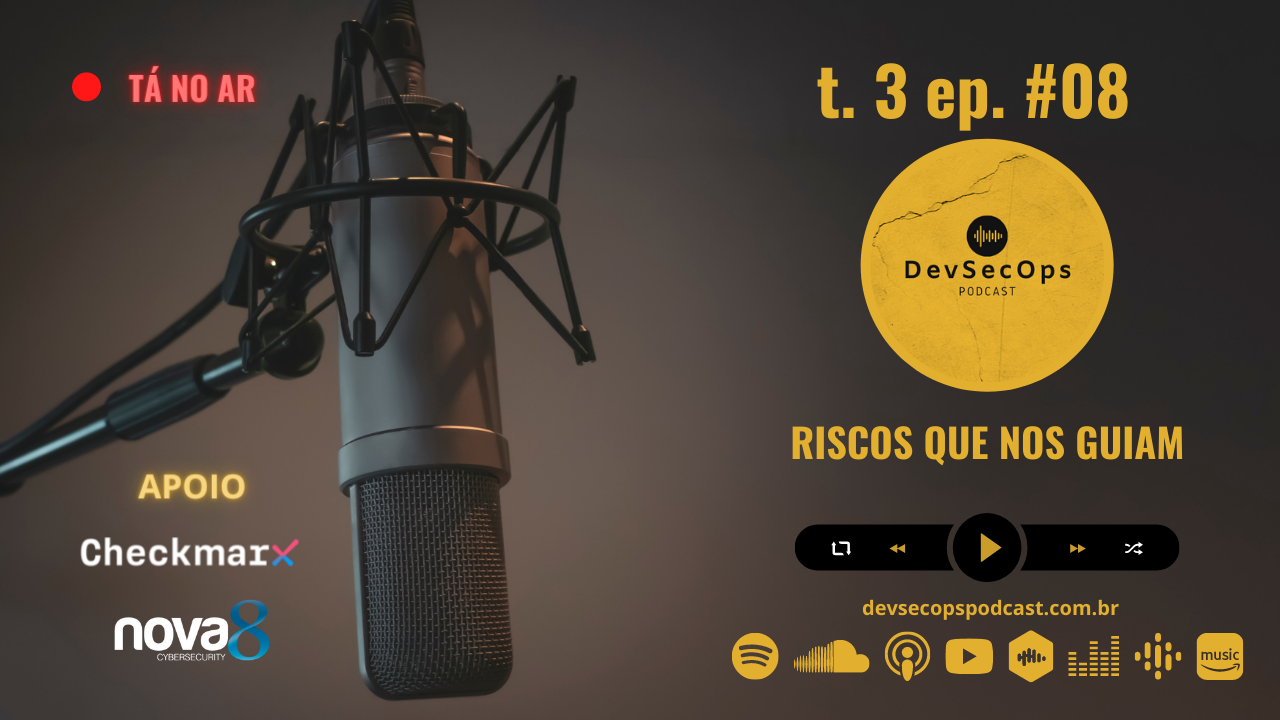 TÁ NO AR
t. 3 ep. #08
DevSecOps
PODCAST
RISCOS QUE NOS GUIAM
APOIO
Checkmarx
nova8
CYBERSECURITY
devsecopspodcast.com.br
music